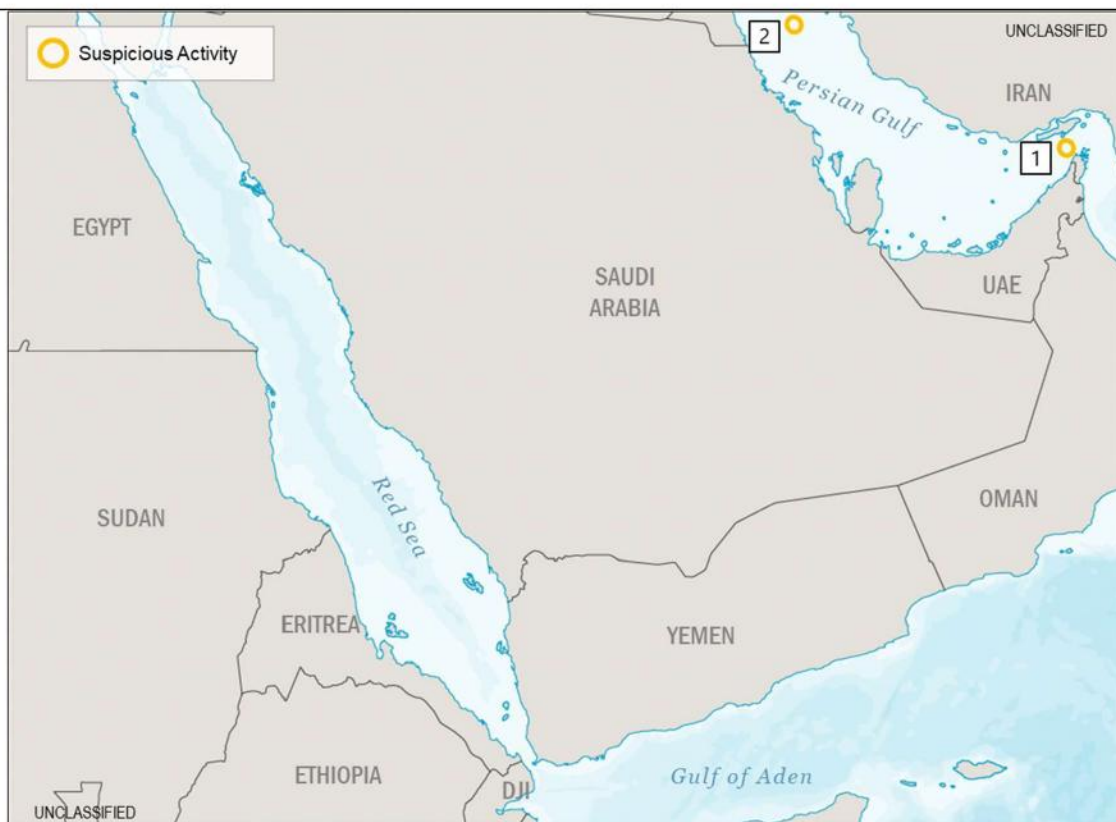 Suspicious Activity
UNCLASSIFIED
2
Persian Gulf
IRAN
1
EGYPT
SAUDI
ARABIA
UAE
Red Sea
SUDAN
OMAN
ERITREA
YEMEN
ETHIOPIA
DJI
Gulf of Aden
UNCLASSIFIED